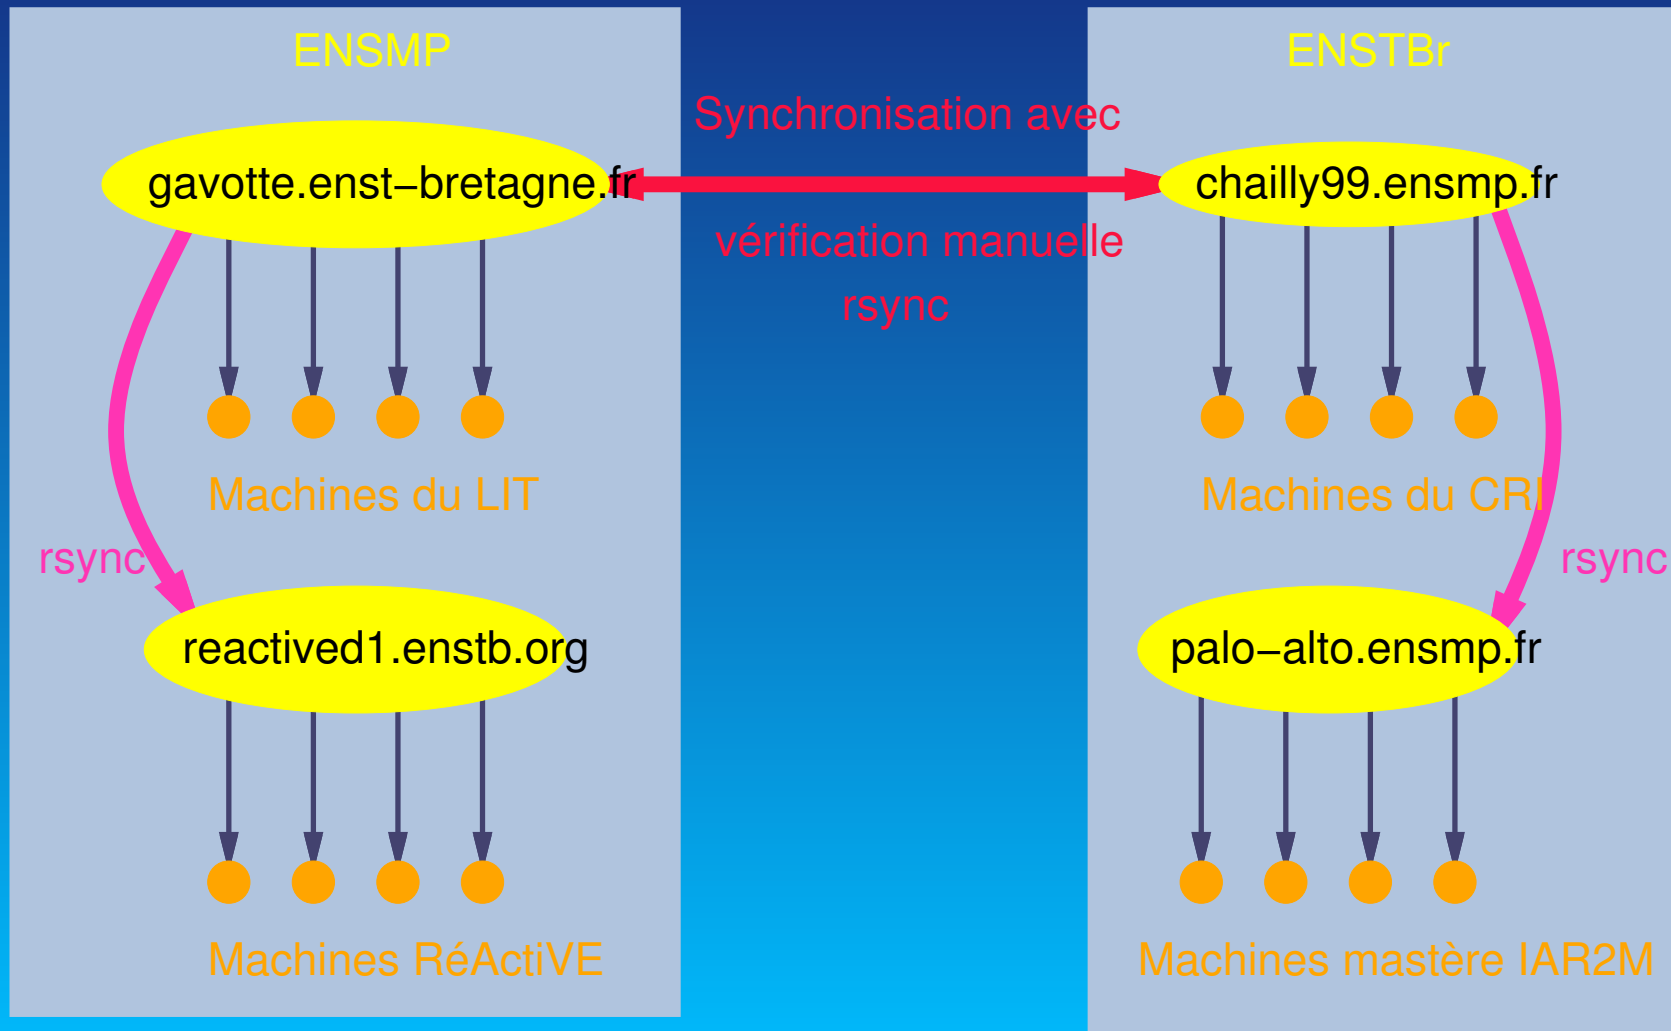 ENSMP
ENSTBr
Synchronisation avec
gavotte.enst−bretagne.fr
chailly99.ensmp.fr
vérification manuelle
rsync
Machines du LIT
Machines du CRI
rsync
rsync
reactived1.enstb.org
palo−alto.ensmp.fr
Machines RéActiVE
Machines mastère IAR2M